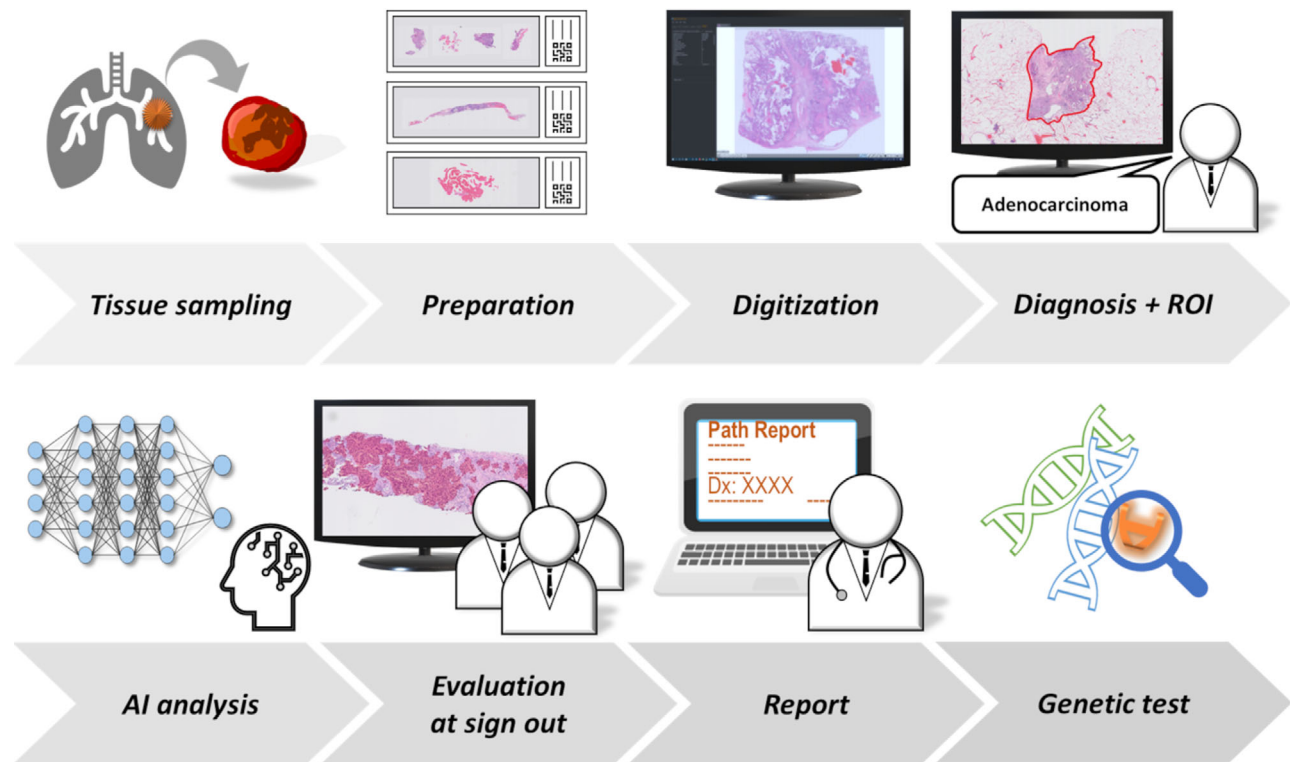 Adenocarcinoma
Tissue sampling
Preparation
Digitization
Diagnosis + ROI
Path Report
Dx: XXXX
AI analysis
Evaluation
at sign out
Report
Genetic test